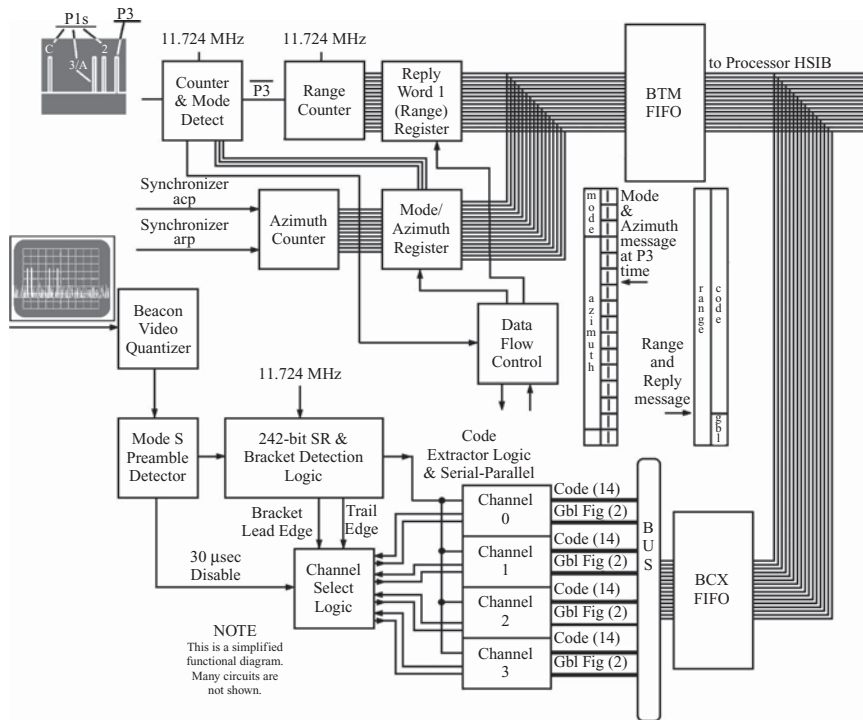 P1s
P3
C
2
3/A
11.724 MHz
11.724 MHz
Counter
& Mode
Detect
P3
Range
Counter
Reply
Word 1
(Range)
Register
BTM
FIFO
to Processor HSIB
Synchronizer
acp
Synchronizer
arp
Azimuth
Counter
Mode/
Azimuth
Register
mode
azimuth
Mode
&
Azimuth
message
at P3
time
range
code
gbl
Range
and
Reply
message
Beacon
Video
Quantizer
Data
Flow
Control
11.724 MHz
Mode S
Preamble
Detector
242-bit SR &
Bracket Detection
Logic
Code
Extractor Logic
& Serial-Parallel
Bracket
Lead Edge
Trail
Edge
30 μsec
Disable
Channel
Select
Logic
Channel
0
Channel
1
Channel
2
Channel
3
Code (14)
Gbl Fig (2)
Code (14)
Gbl Fig (2)
Code (14)
Gbl Fig (2)
Code (14)
Gbl Fig (2)
BUS
BCX
FIFO
NOTE
This is a simplified
functional diagram.
Many circuits are
not shown.